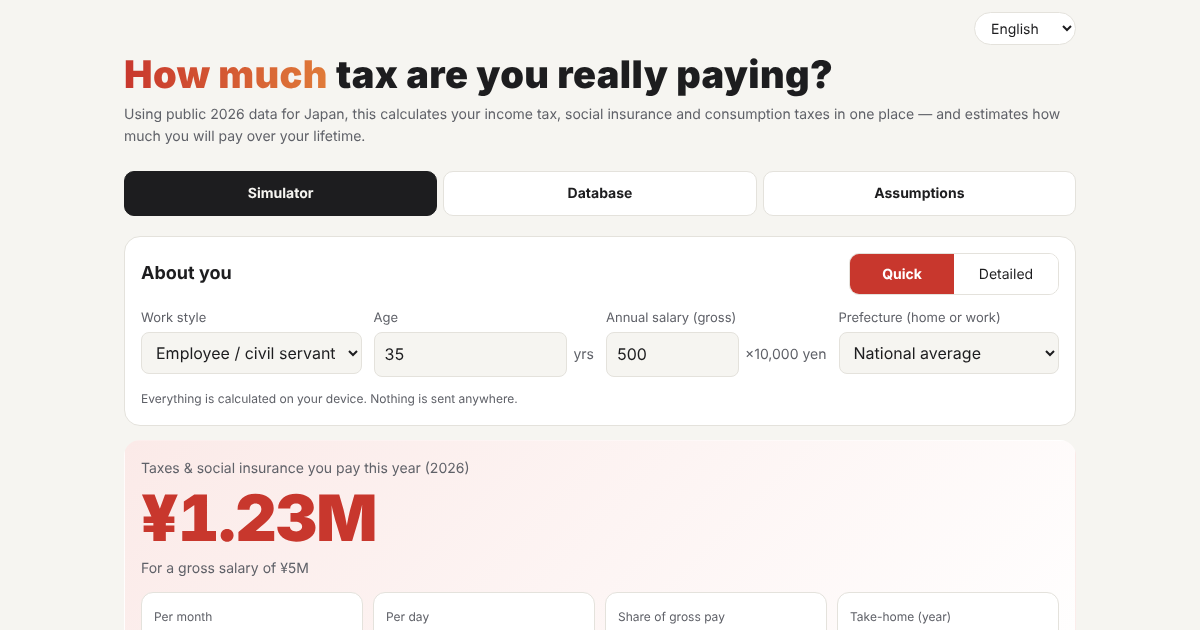 English
How much tax are you really paying?
Using public 2026 data for Japan, this calculates your income tax, social insurance and consumption taxes in one place — and estimates how
much you will pay over your lifetime.
Simulator
Database
Assumptions
About you
Quick
Detailed
Work style
Age
Annual salary (gross)
Prefecture (home or work)
Employee / civil servant
35
yrs
500
×10,000 yen
National average
Everything is calculated on your device. Nothing is sent anywhere.
Taxes & social insurance you pay this year (2026)
¥1.23M
For a gross salary of ¥5M
Per month
Per day
Share of gross pay
Take-home (year)